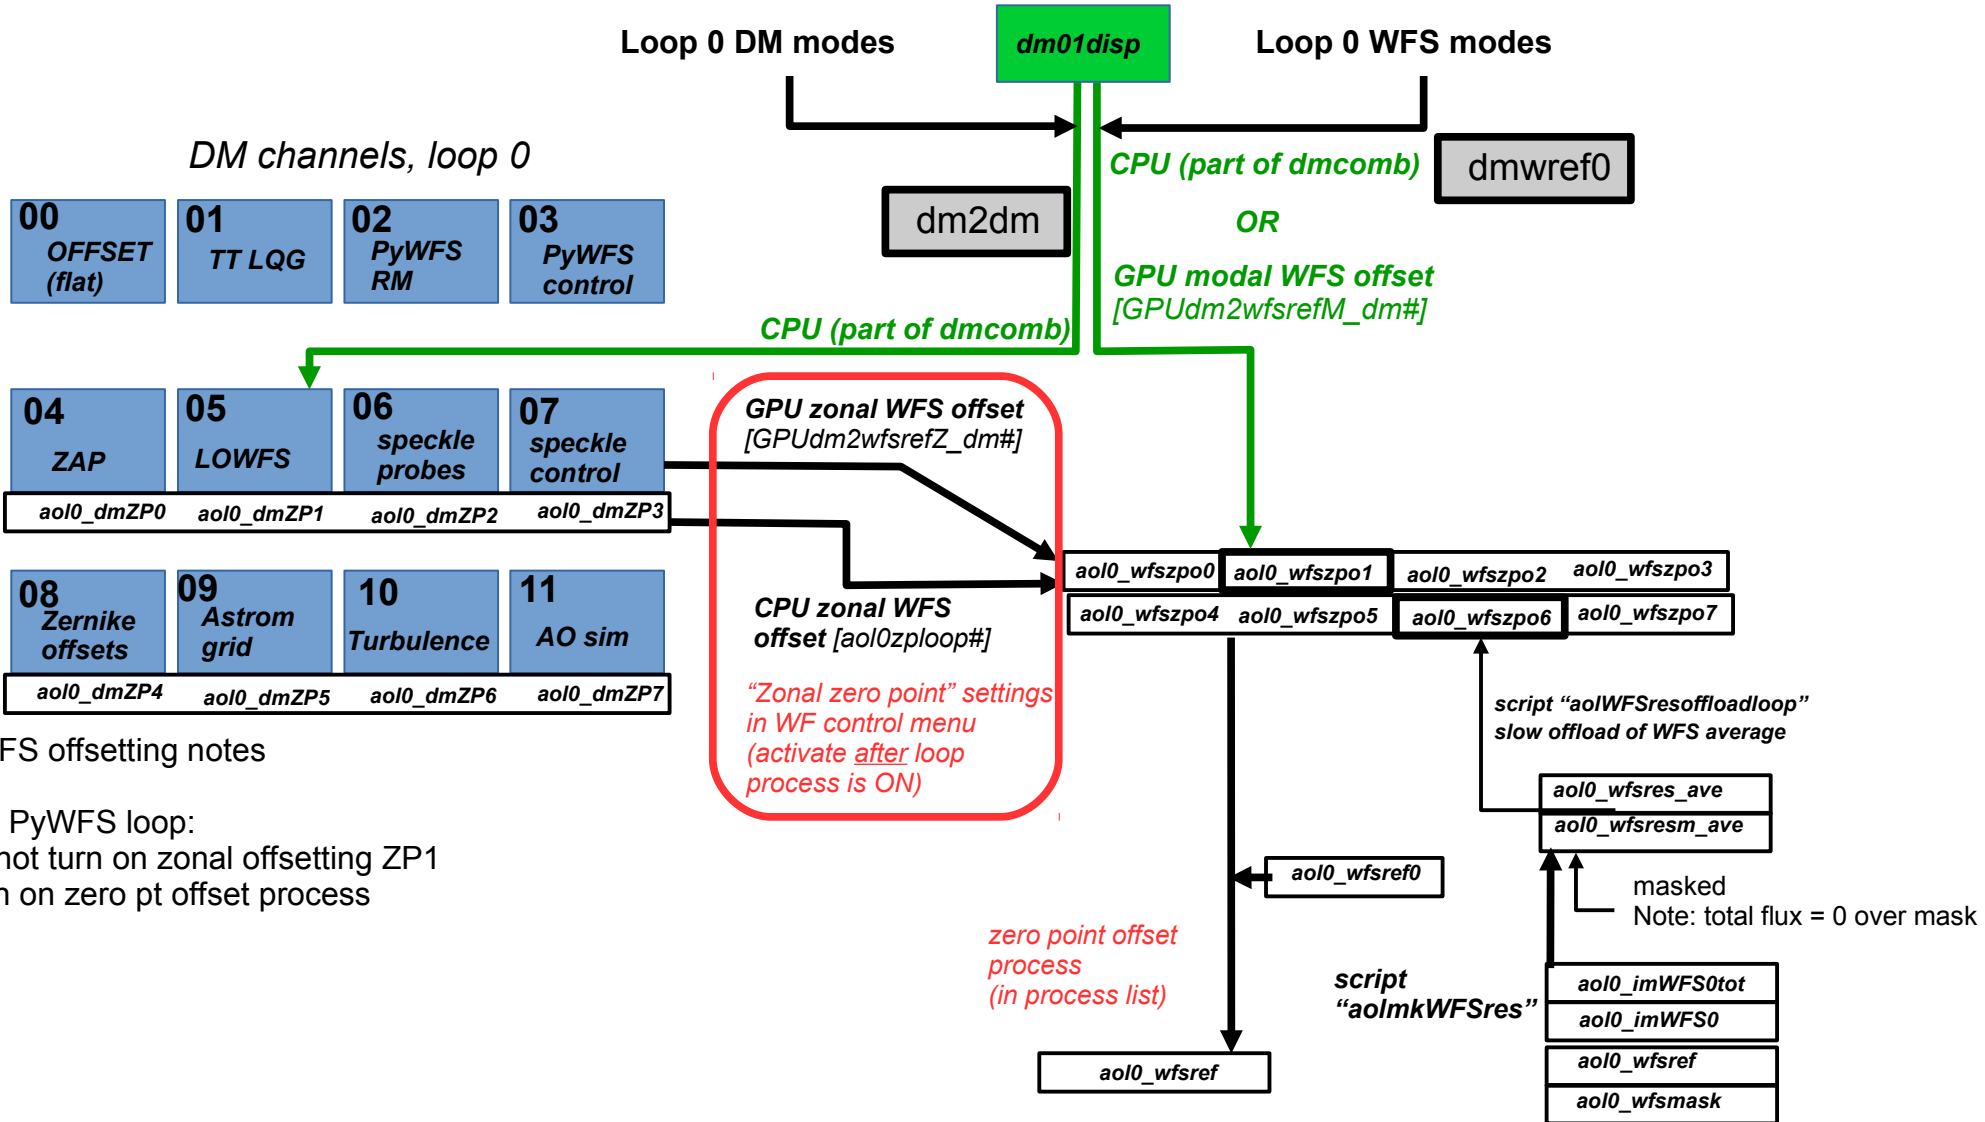 Loop 0 DM modes
dm01disp
Loop 0 WFS modes
DM channels, loop 0
CPU (part of dmcomb)
dmwref0
dm2dm
OR
GPU modal WFS offset
[GPUdm2wfsrefM_dm#]
CPU (part of dmcomb)
00
OFFSET
(flat)
01
TT LQG
02
PyWFS
RM
03
PyWFS
control
04
ZAP
05
LOWFS
06
speckle
probes
07
speckle
control
aol0_dmZP0
aol0_dmZP1
aol0_dmZP2
aol0_dmZP3
08
Zernike
offsets
09
Astrom
grid
10
Turbulence
11
AO sim
aol0_dmZP4
aol0_dmZP5
aol0_dmZP6
aol0_dmZP7
GPU zonal WFS offset
[GPUdm2wfsrefZ_dm#]
CPU zonal WFS
offset [aol0zploop#]
“Zonal zero point” settings
in WF control menu
(activate after loop
process is ON)
aol0_wfszpo0
aol0_wfszpo1
aol0_wfszpo2
aol0_wfszpo3
aol0_wfszpo4
aol0_wfszpo5
aol0_wfszpo6
aol0_wfszpo7
FS offsetting notes
PyWFS loop:
not turn on zonal offsetting ZP1
n on zero pt offset process
script “aolWFSresoffloadloop”
slow offload of WFS average
aol0_wfsres_ave
aol0_wfsresm_ave
masked
Note: total flux = 0 over mask
aol0_wfsref0
zero point offset
process
(in process list)
script
“aolmkWFSres”
aol0_imWFS0tot
aol0_imWFS0
aol0_wfsref
aol0_wfsmask
aol0_wfsref